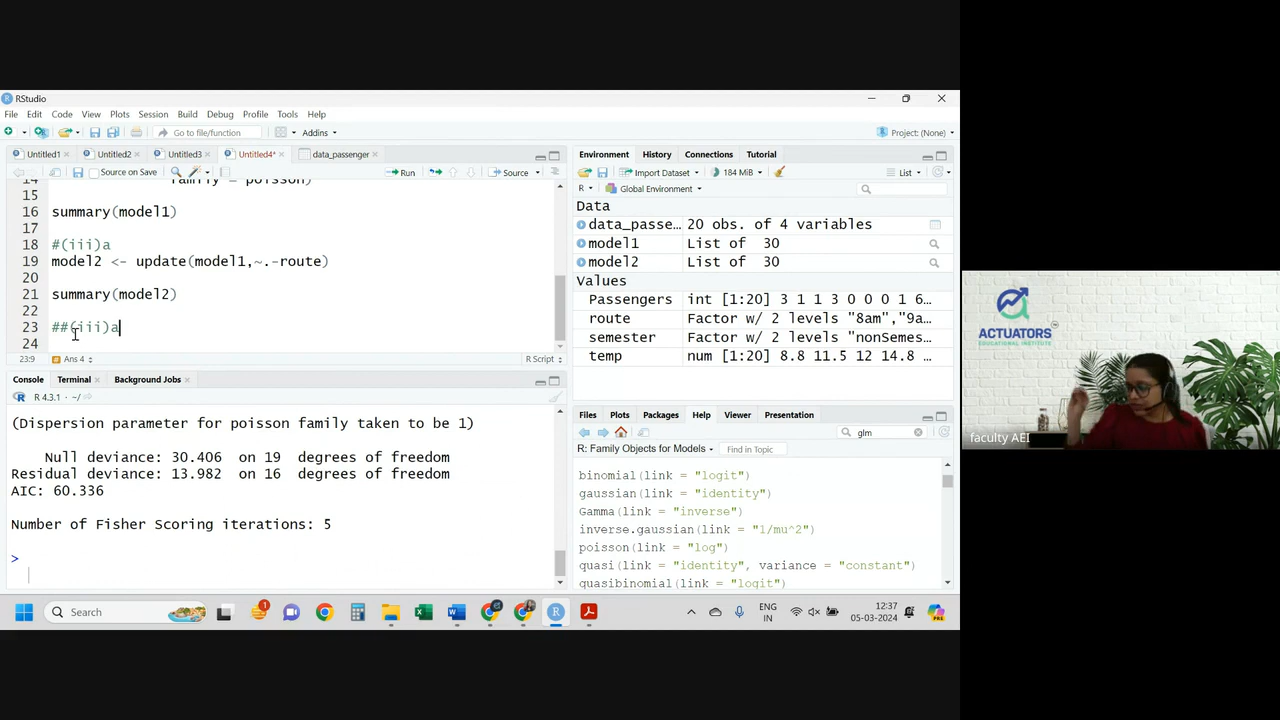 RStudio
File Edit Code View Plots Session Build Debug Profile Tools Help
Go to file/function Addins Project: (None)
Untitled1 Untitled2 Untitled3 Untitled4* data_passenger
Source on Save Run Source
14 family = poisson)
15
16 summary(model1)
17
18 #(iii)a
19 model2 <- update(model1,~.-route)
20
21 summary(model2)
22
23 ##(iii)a
24
23:9 Ans 4 R Script
Console Terminal Background Jobs
R 4.3.1 · ~/
(Dispersion parameter for poisson family taken to be 1)
Null deviance: 30.406 on 19 degrees of freedom
Residual deviance: 13.982 on 16 degrees of freedom
AIC: 60.336
Number of Fisher Scoring iterations: 5
>
Environment History Connections Tutorial
Import Dataset 184 MiB List
R Global Environment
Data
data_passe… 20 obs. of 4 variables
model1 List of 30
model2 List of 30
Values
Passengers int [1:20] 3 1 1 3 0 0 0 1 6…
route Factor w/ 2 levels "8am","9a…
semester Factor w/ 2 levels "nonSemes…
temp num [1:20] 8.8 11.5 12 14.8 …
Files Plots Packages Help Viewer Presentation
glm
R: Family Objects for Models Find in Topic
binomial(link = "logit")
gaussian(link = "identity")
Gamma(link = "inverse")
inverse.gaussian(link = "1/mu^2")
poisson(link = "log")
quasi(link = "identity", variance = "constant")
quasibinomial(link = "logit")
Search
1
ENG
IN
12:37
05-03-2024
ACTUATORS
EDUCATIONAL INSTITUTE
faculty AEI